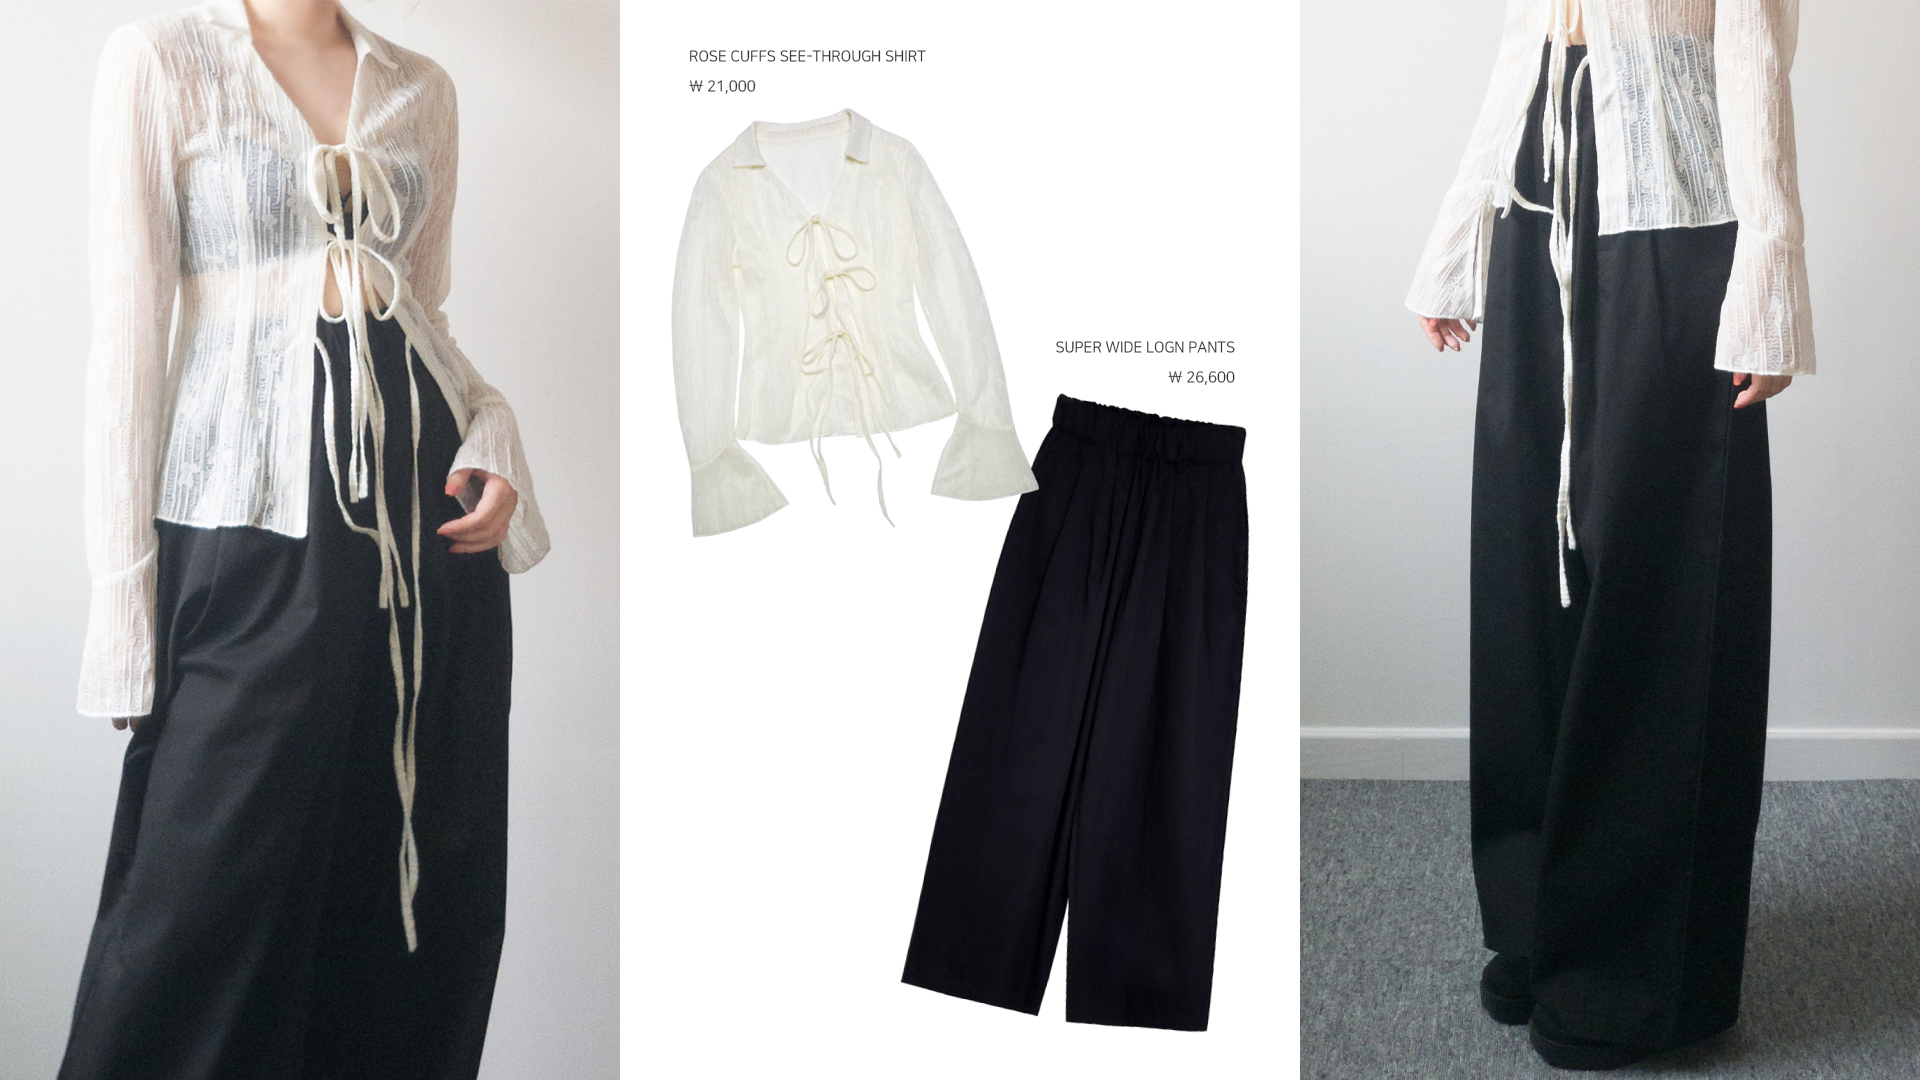 ROSE CUFFS SEE-THROUGH SHIRT
₩ 21,000
SUPER WIDE LOGN PANTS
₩ 26,600